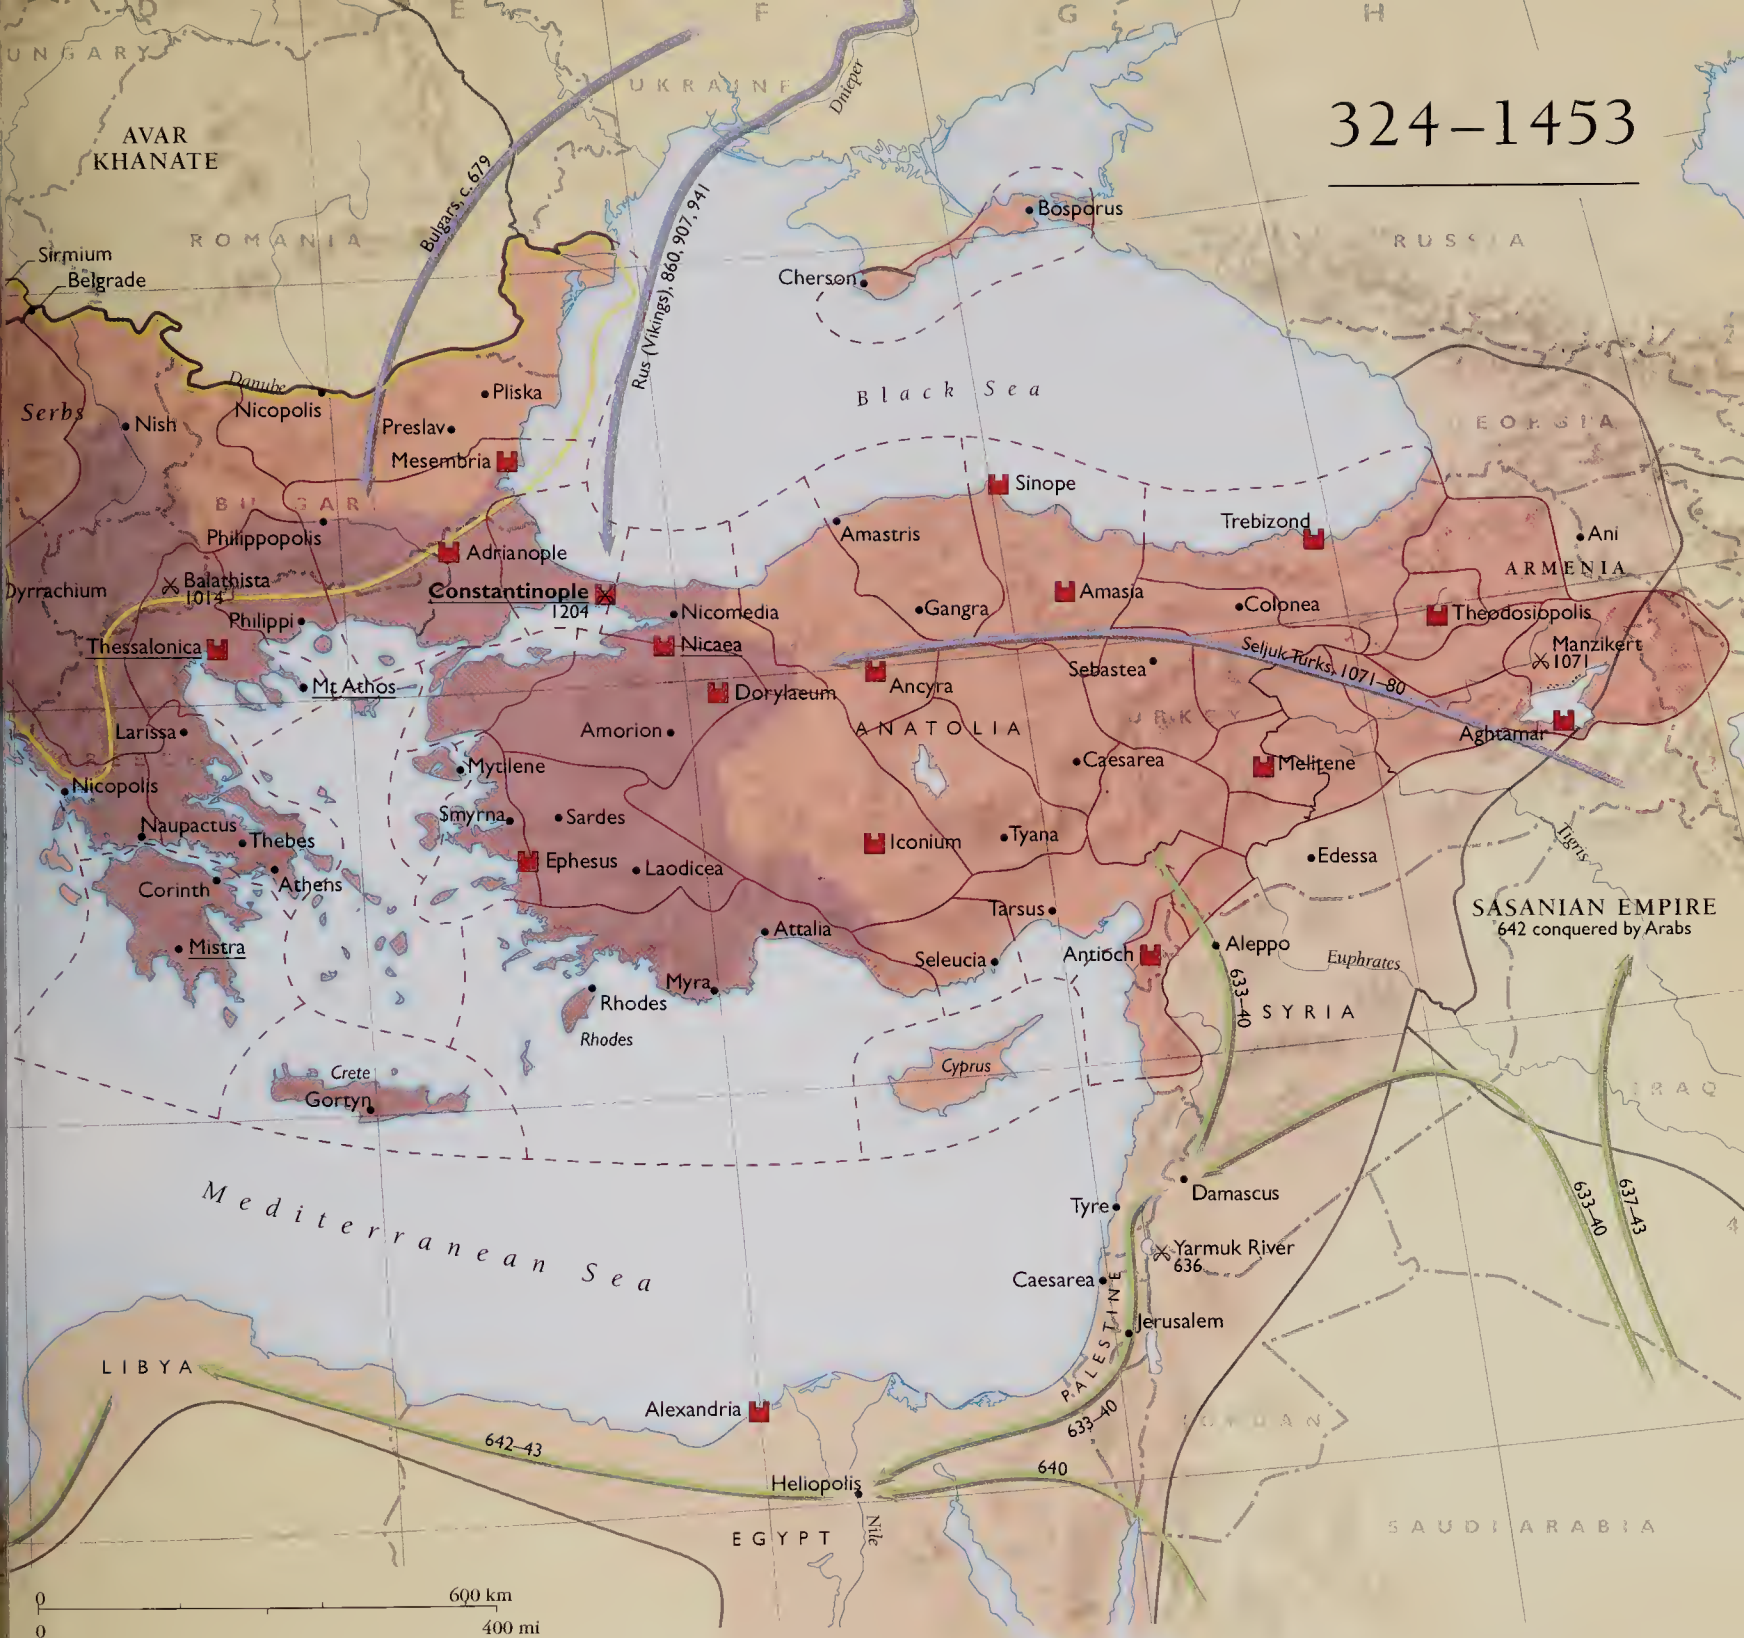 D
E
F
G
H
UNGARY
UKRAINE
Dnieper
324–1453
AVAR
KHANATE
Bulgars, c.679
Rus (Vikings), 860, 907, 941
Bosporus
ROMANIA
RUSSIA
Sirmium
Belgrade
Cherson
Danube
Nicopolis
Pliska
Black Sea
Serbs
Nish
Preslav
Mesembria
Sinope
Trebizond
Philippopolis
Amastris
Ani
Adrianople
ARMENIA
Dyrrachium
Balathista
1014
Constantinople
1204
Nicomedia
Gangra
Amasia
Colonea
Theodosiopolis
Philippi
Thessalonica
Nicaea
Manzikert
1071
Seljuk Turks, 1071–80
Sebastea
Mt Athos
Dorylaeum
Ancyra
Larissa
Amorion
ANATOLIA
Aghtamar
Nicopolis
Mytilene
Caesarea
Melitene
Smyrna
Sardes
Naupactus
Thebes
Iconium
Tyana
Edessa
Tigris
Ephesus
Laodicea
Corinth
Athens
Tarsus
SASANIAN EMPIRE
642 conquered by Arabs
Mistra
Attalia
Seleucia
Antioch
Aleppo
Euphrates
Myra
Rhodes
Rhodes
633–40
SYRIA
Crete
Gortyn
Cyprus
IRAQ
Mediterranean Sea
Tyre
Damascus
633–40
637–43
4
Yarmuk River
636
Caesarea
Jerusalem
PALESTINE
LIBYA
Alexandria
633–40
JORDAN
642–43
640
Heliopolis
EGYPT
Nile
SAUDI ARABIA
0
600 km
0
400 mi